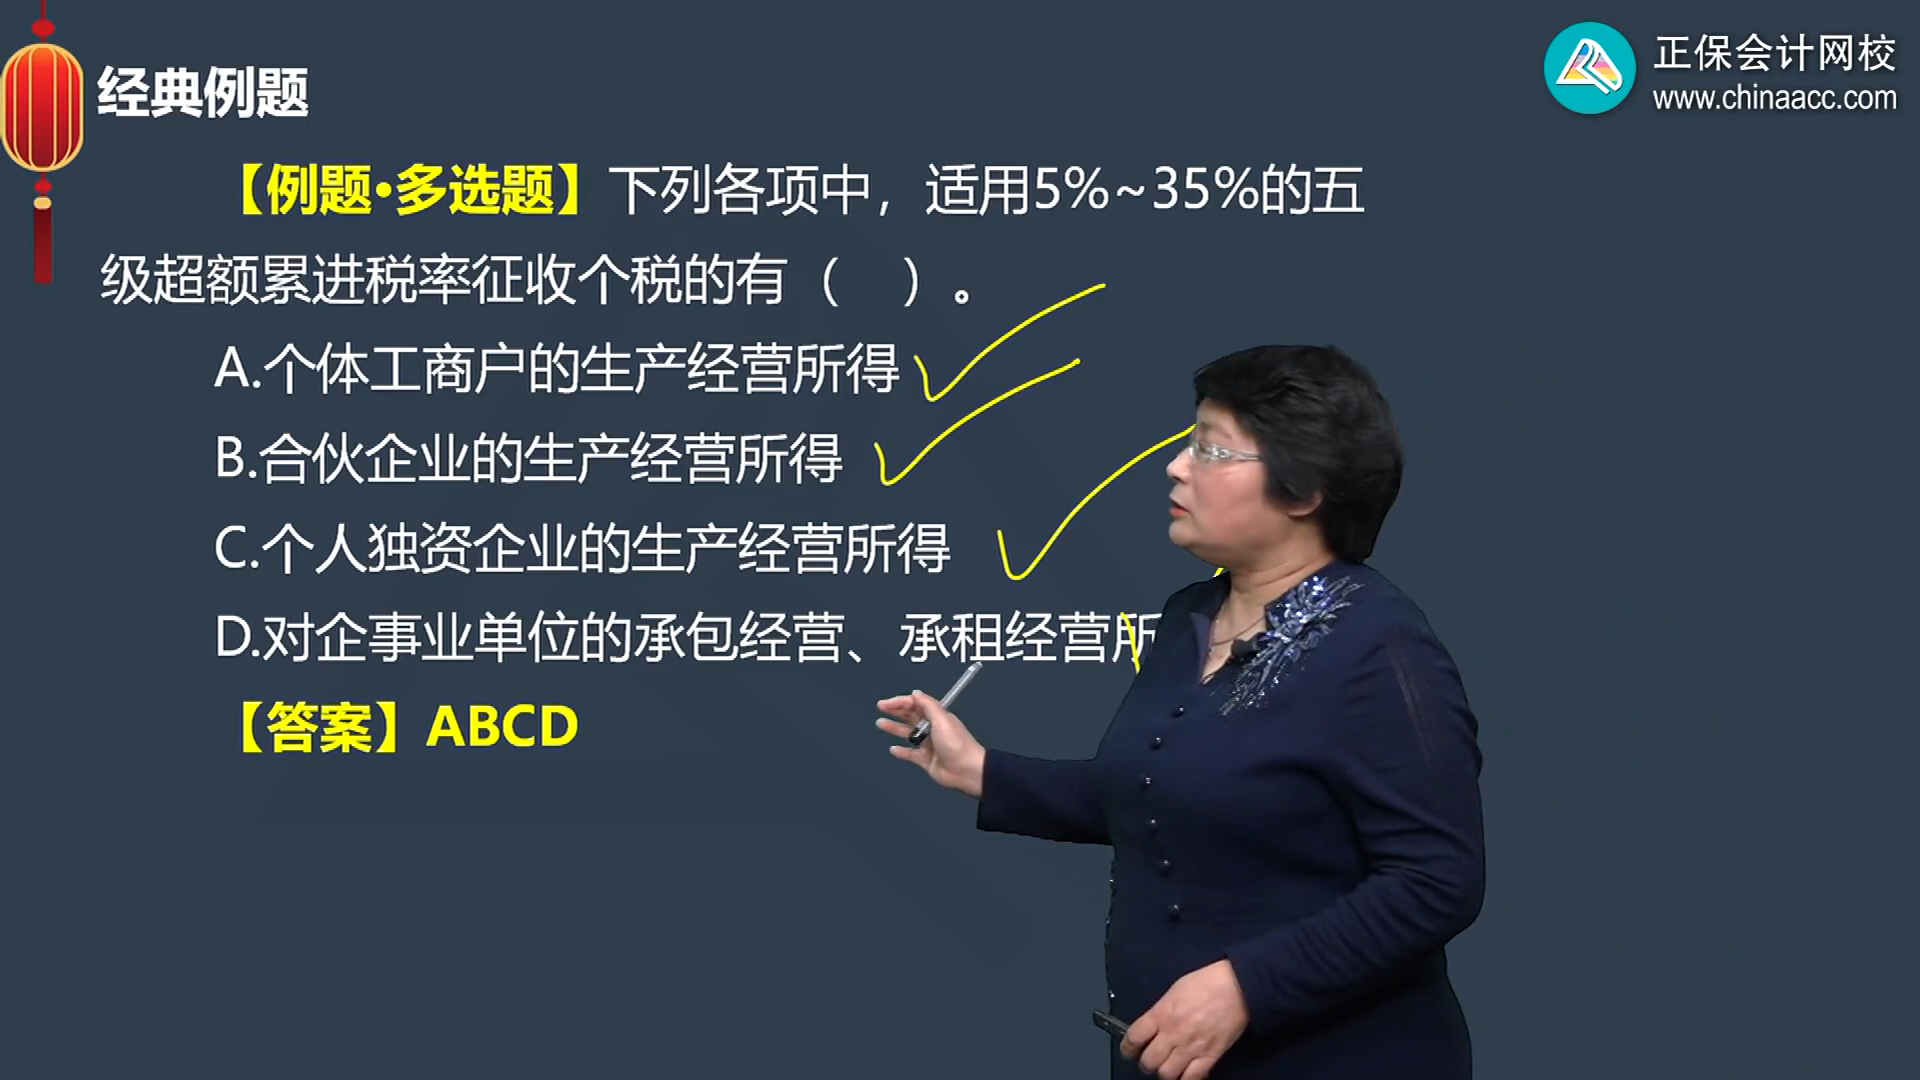 正保会计网校
www.chinaacc.com
经典例题
【例题•多选题】下列各项中，适用5%~35%的五
级超额累进税率征收个税的有（　）。
A.个体工商户的生产经营所得
B.合伙企业的生产经营所得
C.个人独资企业的生产经营所得
D.对企事业单位的承包经营、承租经营所
【答案】ABCD